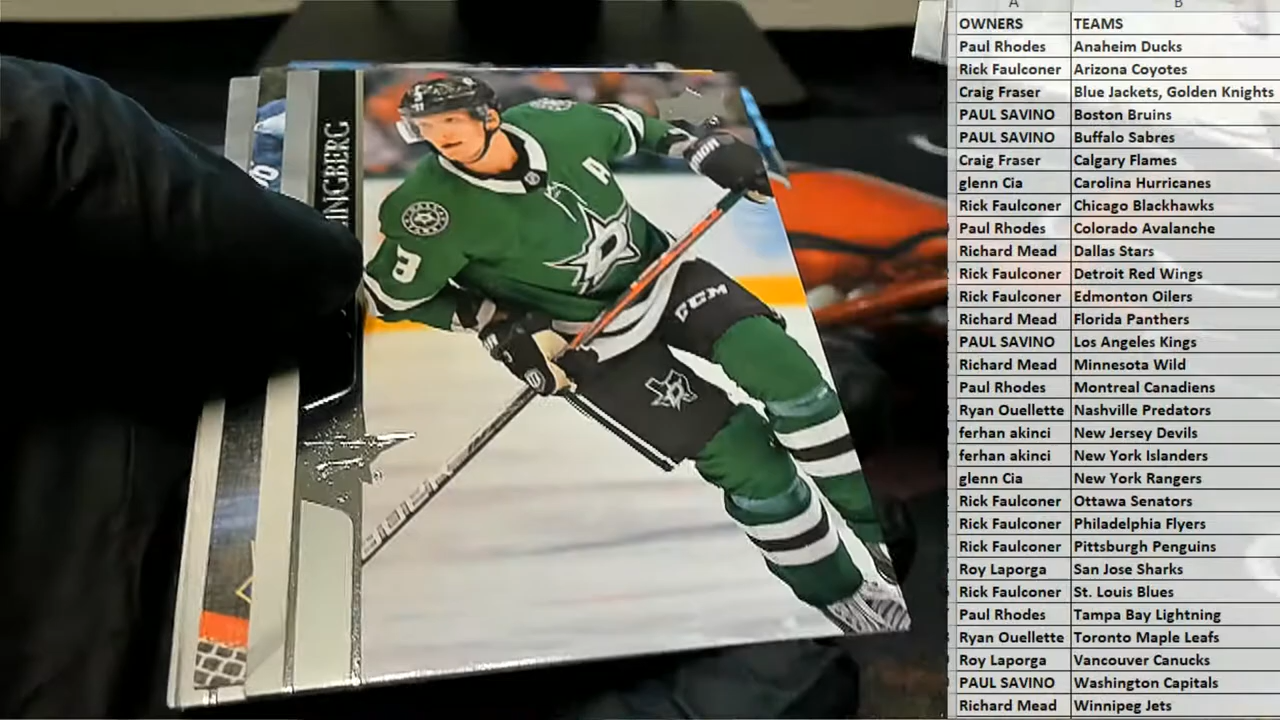 A B
OWNERS TEAMS
Paul Rhodes Anaheim Ducks
Rick Faulconer Arizona Coyotes
Craig Fraser Blue Jackets, Golden Knights
PAUL SAVINO Boston Bruins
PAUL SAVINO Buffalo Sabres
Craig Fraser Calgary Flames
glenn Cia Carolina Hurricanes
Rick Faulconer Chicago Blackhawks
Paul Rhodes Colorado Avalanche
Richard Mead Dallas Stars
Rick Faulconer Detroit Red Wings
Rick Faulconer Edmonton Oilers
Richard Mead Florida Panthers
PAUL SAVINO Los Angeles Kings
Richard Mead Minnesota Wild
Paul Rhodes Montreal Canadiens
Ryan Ouellette Nashville Predators
ferhan akinci New Jersey Devils
ferhan akinci New York Islanders
glenn Cia New York Rangers
Rick Faulconer Ottawa Senators
Rick Faulconer Philadelphia Flyers
Rick Faulconer Pittsburgh Penguins
Roy Laporga San Jose Sharks
Rick Faulconer St. Louis Blues
Paul Rhodes Tampa Bay Lightning
Ryan Ouellette Toronto Maple Leafs
Roy Laporga Vancouver Canucks
PAUL SAVINO Washington Capitals
Richard Mead Winnipeg Jets
INGBERG
A
3
D
CCM